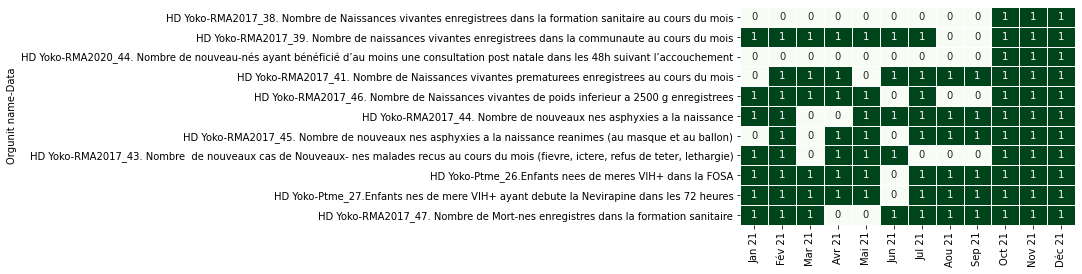 HD Yoko-RMA2017_38. Nombre de Naissances vivantes enregistrees dans la formation sanitaire au cours du mois 0 0 0 0 0 0 0 0 0 1 1 1
HD Yoko-RMA2017_39. Nombre de naissances vivantes enregistrees dans la communaute au cours du mois 1 1 1 1 1 1 1 0 0 1 1 1
HD Yoko-RMA2020_44. Nombre de nouveau-nés ayant bénéficié d’au moins une consultation post natale dans les 48h suivant l’accouchement 0 0 0 0 0 0 0 0 0 1 1 1
HD Yoko-RMA2017_41. Nombre de Naissances vivantes prematurees enregistrees au cours du mois 0 1 1 1 0 1 1 1 1 1 1 1
HD Yoko-RMA2017_46. Nombre de Naissances vivantes de poids inferieur a 2500 g enregistrees 1 1 1 1 1 0 1 0 0 1 1 1
HD Yoko-RMA2017_44. Nombre de nouveaux nes asphyxies a la naissance 1 1 0 0 1 1 1 1 1 1 1 1
HD Yoko-RMA2017_45. Nombre de nouveaux nes asphyxies a la naissance reanimes (au masque et au ballon) 0 1 0 1 1 0 1 1 1 1 1 1
HD Yoko-RMA2017_43. Nombre  de nouveaux cas de Nouveaux- nes malades recus au cours du mois (fievre, ictere, refus de teter, lethargie) 1 1 0 1 1 1 0 0 0 1 1 1
HD Yoko-Ptme_26.Enfants nees de meres VIH+ dans la FOSA 1 1 1 1 1 0 1 1 1 1 1 1
HD Yoko-Ptme_27.Enfants nes de mere VIH+ ayant debute la Nevirapine dans les 72 heures 1 1 1 1 1 0 1 1 1 1 1 1
HD Yoko-RMA2017_47. Nombre de Mort-nes enregistres dans la formation sanitaire 1 1 1 0 0 1 1 1 1 1 1 1
Orgunit name-Data
Jan 21 Fév 21 Mar 21 Avr 21 Mai 21 Jun 21 Jul 21 Aou 21 Sep 21 Oct 21 Nov 21 Déc 21